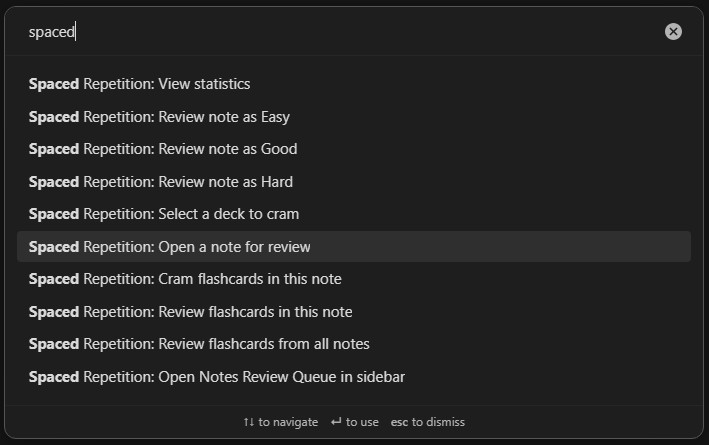 spaced
Spaced Repetition: View statistics
Spaced Repetition: Review note as Easy
Spaced Repetition: Review note as Good
Spaced Repetition: Review note as Hard
Spaced Repetition: Select a deck to cram
Spaced Repetition: Open a note for review
Spaced Repetition: Cram flashcards in this note
Spaced Repetition: Review flashcards in this note
Spaced Repetition: Review flashcards from all notes
Spaced Repetition: Open Notes Review Queue in sidebar
↑↓ to navigate ↵ to use esc to dismiss